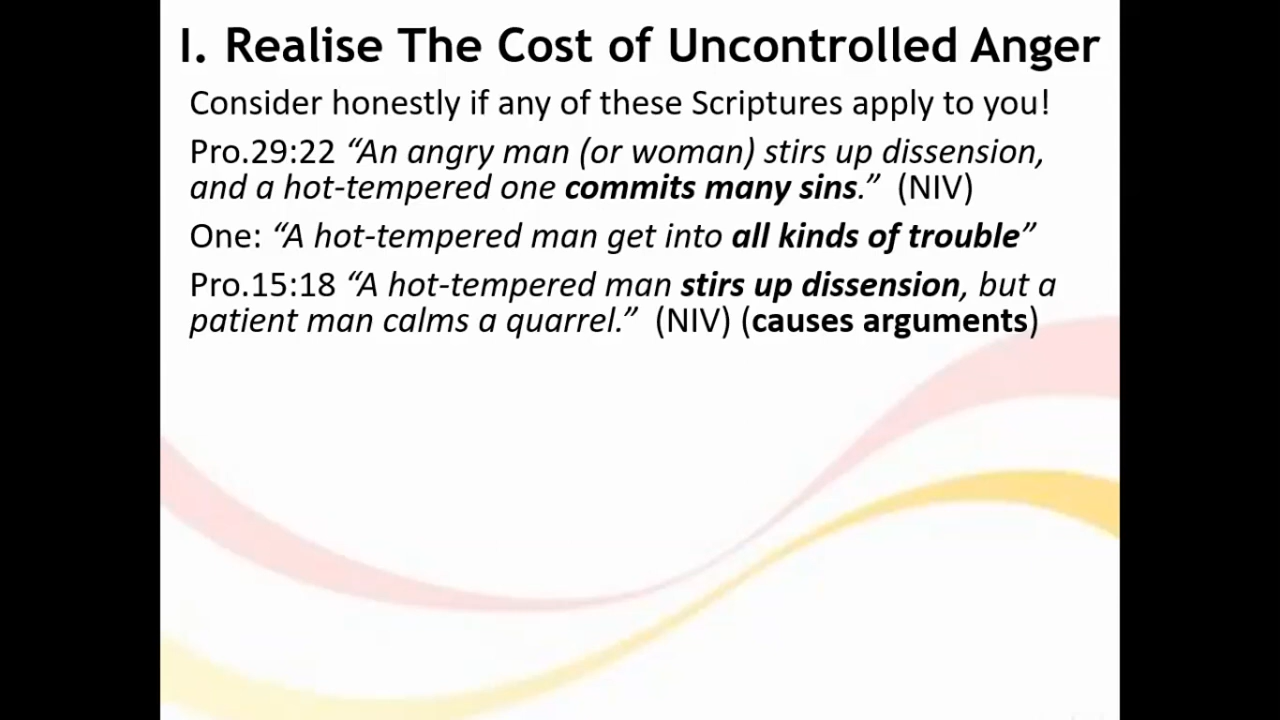 I. Realise The Cost of Uncontrolled Anger
Consider honestly if any of these Scriptures apply to you!
Pro.29:22 “An angry man (or woman) stirs up dissension,
and a hot-tempered one commits many sins.” (NIV)
One: “A hot-tempered man get into all kinds of trouble”
Pro.15:18 “A hot-tempered man stirs up dissension, but a
patient man calms a quarrel.” (NIV) (causes arguments)